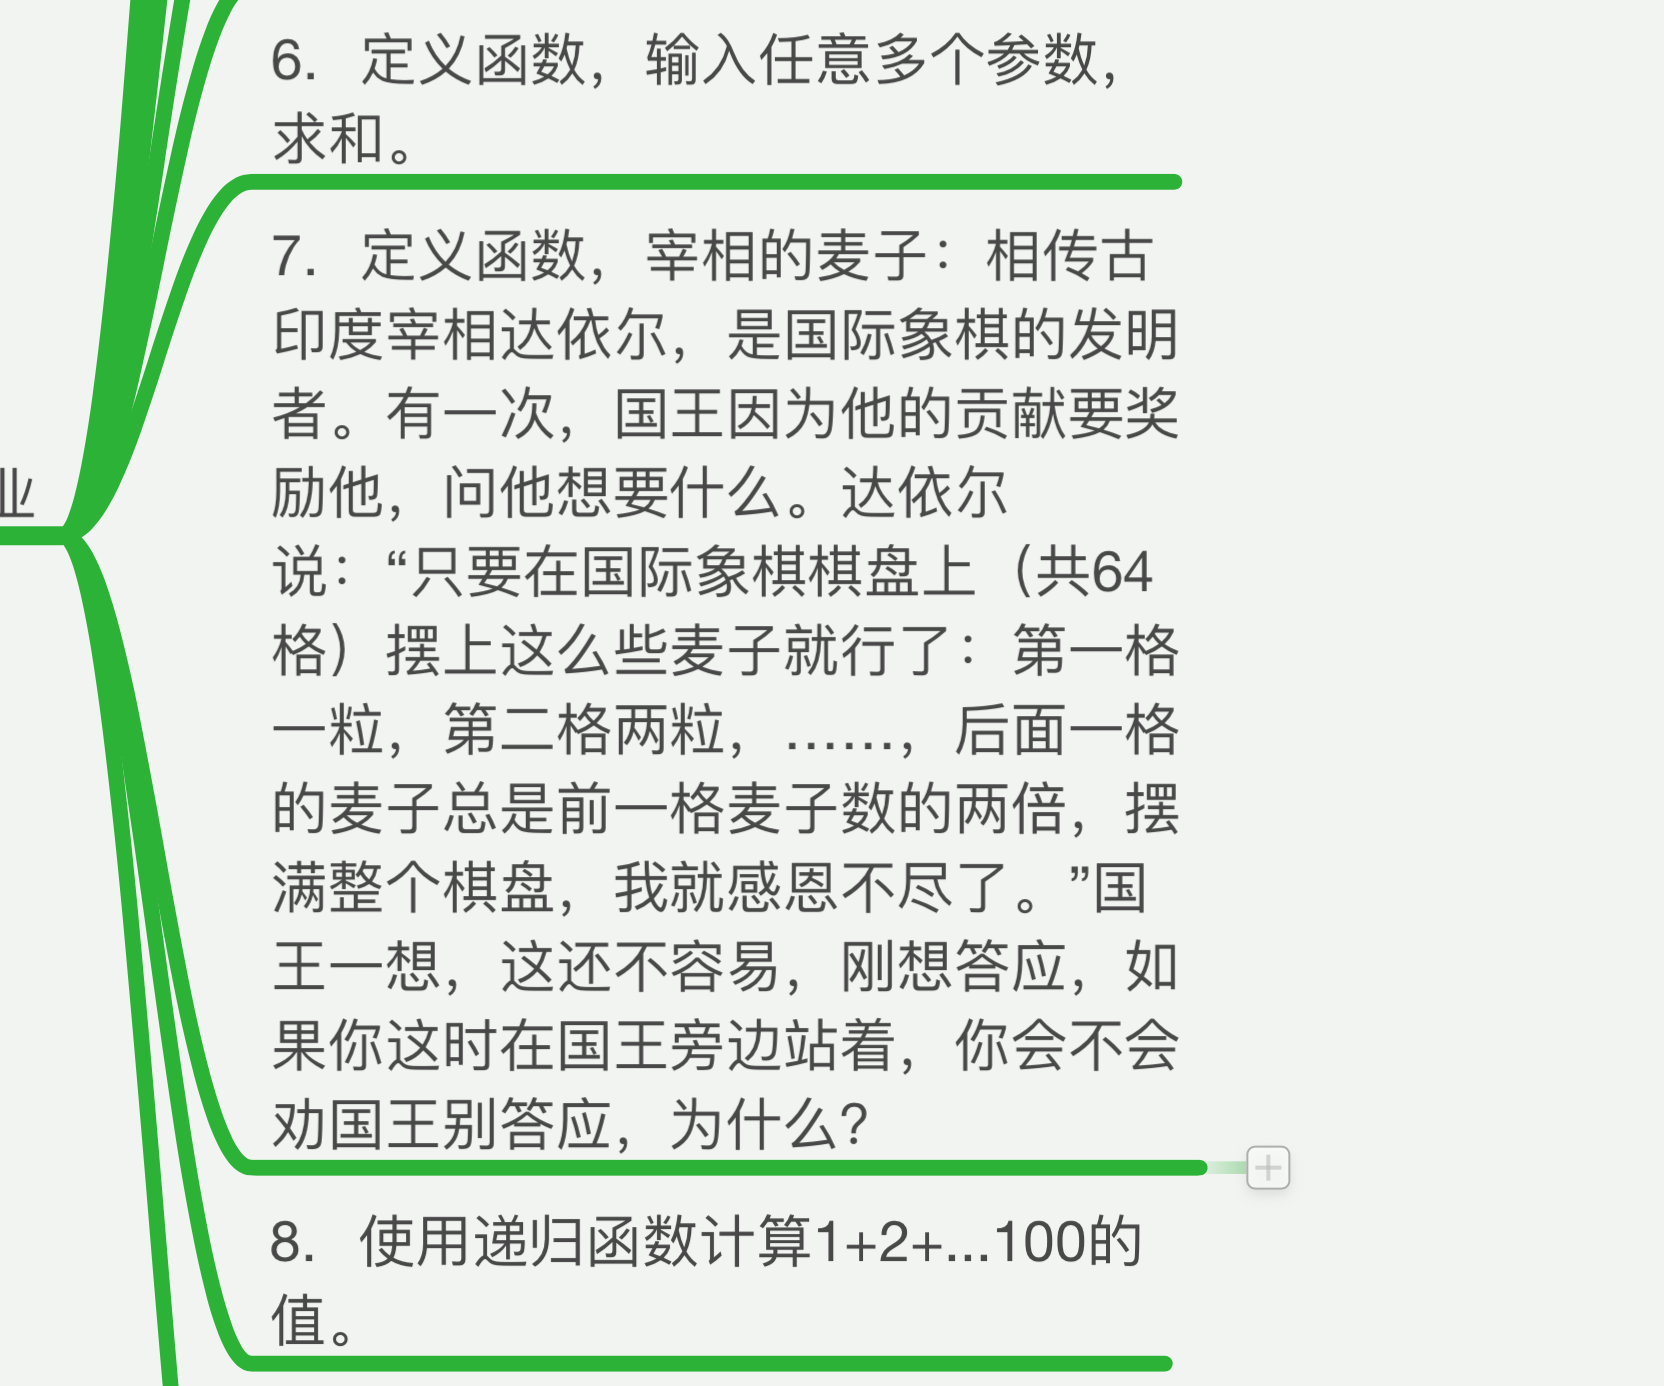 6. 定义函数，输入任意多个参数，
求和。
7. 定义函数，宰相的麦子：相传古
印度宰相达依尔，是国际象棋的发明
者。有一次，国王因为他的贡献要奖
励他，问他想要什么。达依尔
说：“只要在国际象棋棋盘上（共64
格）摆上这么些麦子就行了：第一格
一粒，第二格两粒，……，后面一格
的麦子总是前一格麦子数的两倍，摆
满整个棋盘，我就感恩不尽了。”国
王一想，这还不容易，刚想答应，如
果你这时在国王旁边站着，你会不会
劝国王别答应，为什么?
业
8. 使用递归函数计算1+2+...100的
值。